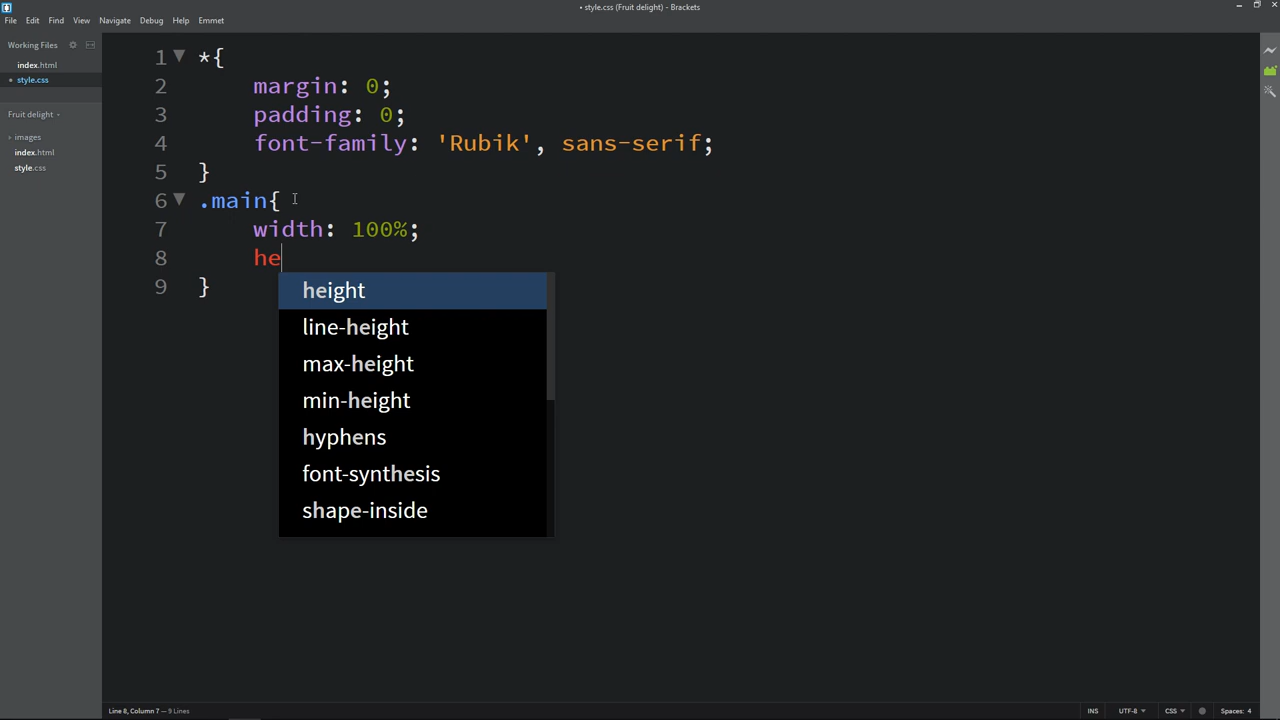 • style.css (Fruit delight) - Brackets
File Edit Find View Navigate Debug Help Emmet
Working Files
index.html
• style.css
Fruit delight
images
index.html
style.css
1 *{
2 margin: 0;
3 padding: 0;
4 font-family: 'Rubik', sans-serif;
5 }
6 .main{
7 width: 100%;
8 he
9 }
height
line-height
max-height
min-height
hyphens
font-synthesis
shape-inside
Line 8, Column 7 — 9 Lines
INS UTF-8 CSS Spaces: 4